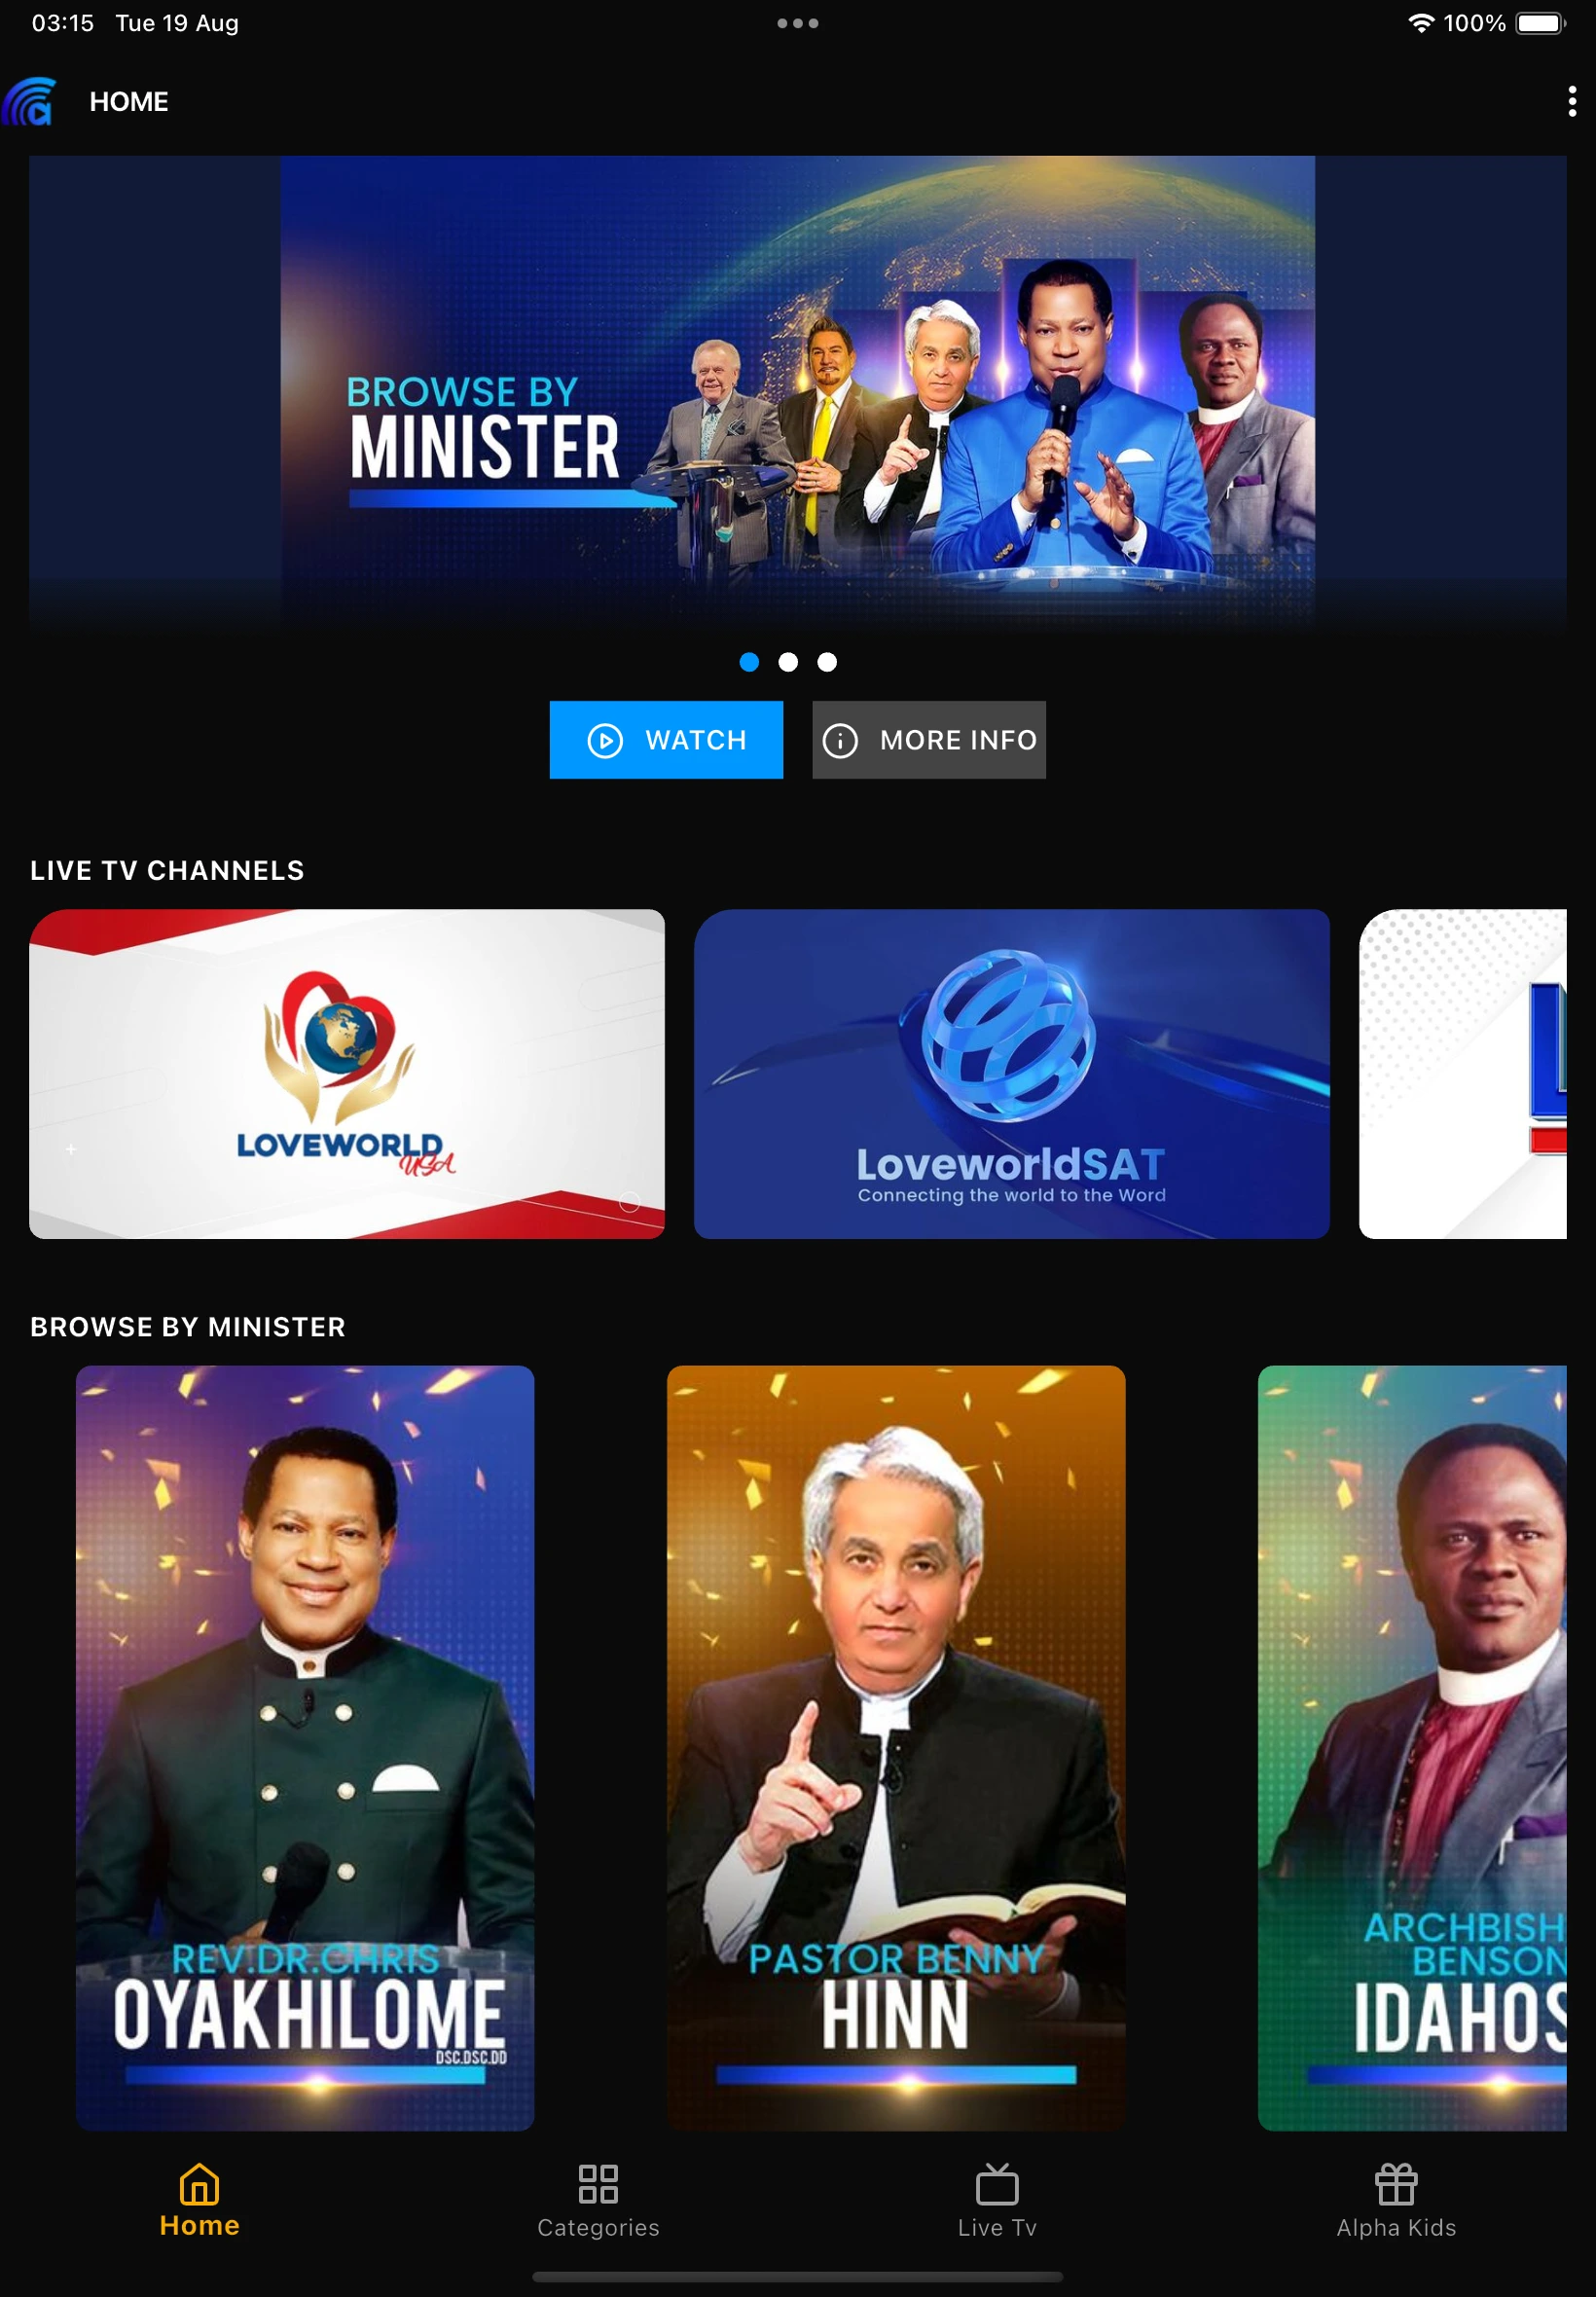 03:15 Tue 19 Aug
100%
HOME
BROWSE BY
MINISTER
WATCH
MORE INFO
LIVE TV CHANNELS
LOVEWORLD
USA
LoveworldSAT
Connecting the world to the Word
BROWSE BY MINISTER
REV.DR.CHRIS
OYAKHILOME
DSC.DSC.DD
PASTOR BENNY
HINN
ARCHBISH
BENSON
IDAHOS
Home
Categories
Live Tv
Alpha Kids